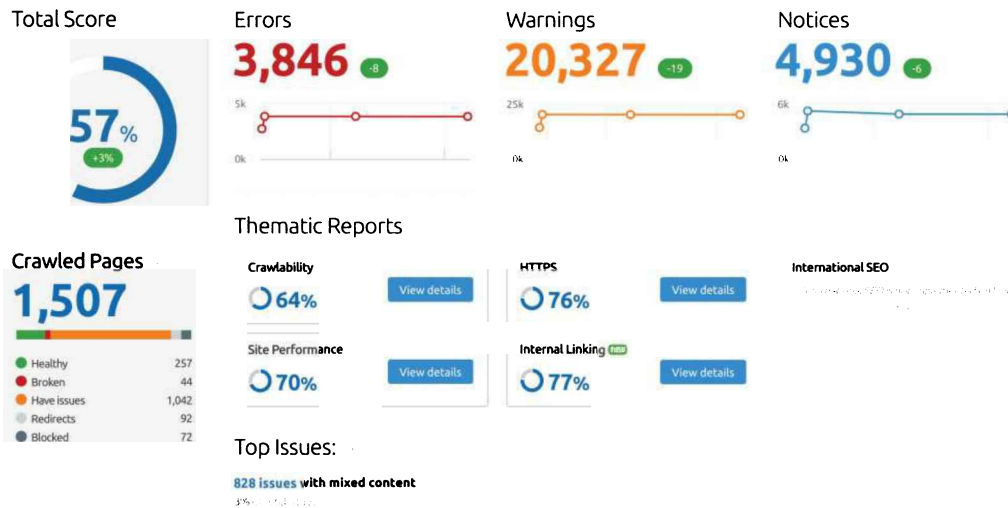 Total Score
57%
+3%
Errors
3,846 -8
5k
0k
Warnings
20,327 -19
25k
0k
Notices
4,930 -6
6k
0k
Crawled Pages
1,507
Healthy 257
Broken 44
Have issues 1,042
Redirects 92
Blocked 72
Thematic Reports
Crawlability
64% View details
HTTPS
76% View details
International SEO
Site Performance
70% View details
Internal Linking new
77% View details
Top Issues:
828 issues with mixed content